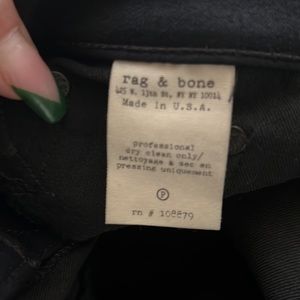 rag & bone
425 W. 13th St, NY NY 10014
Made in U.S.A.
professional
dry clean only/
nettoyage à sec en
pressing uniquement
P
rn # 108879